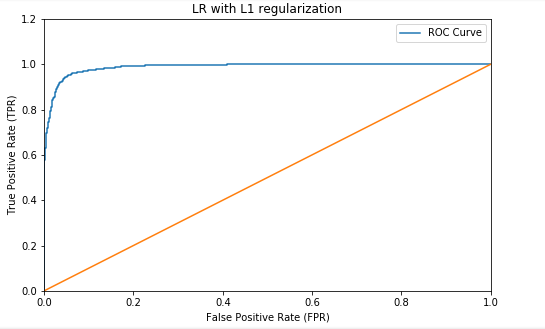 LR with L1 regularization
ROC Curve
True Positive Rate (TPR)
1.2
1.0
0.8
0.6
0.4
0.2
0.0
0.0 0.2 0.4 0.6 0.8 1.0
False Positive Rate (FPR)